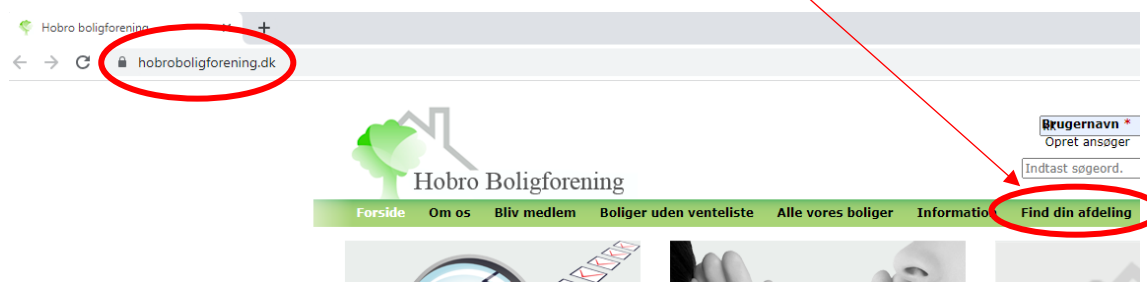 Hobro boligforening
hobroboligforening.dk
Brugernavn *
Opret ansøger
Indtast søgeord.
Hobro Boligforening
Forside Om os Bliv medlem Boliger uden venteliste Alle vores boliger Information Find din afdeling